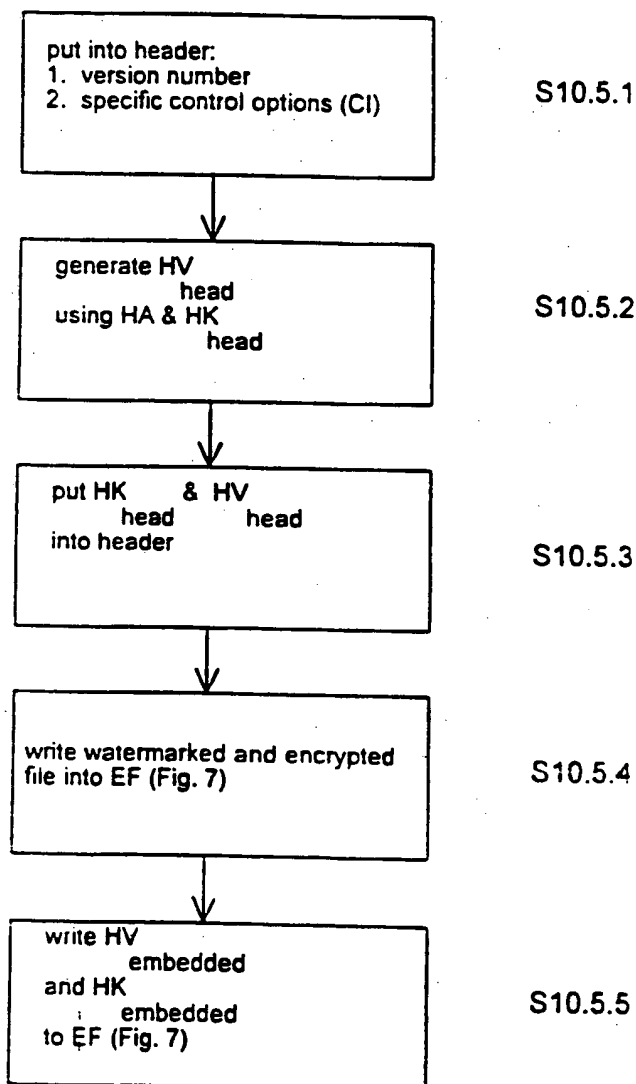 put into header:
1. version number
2. specific control options (CI)
S10.5.1
generate HV
head
using HA & HK
head
S10.5.2
put HK & HV
head head
into header
S10.5.3
write watermarked and encrypted
file into EF (Fig. 7)
S10.5.4
write HV
embedded
and HK
embedded
to EF (Fig. 7)
S10.5.5